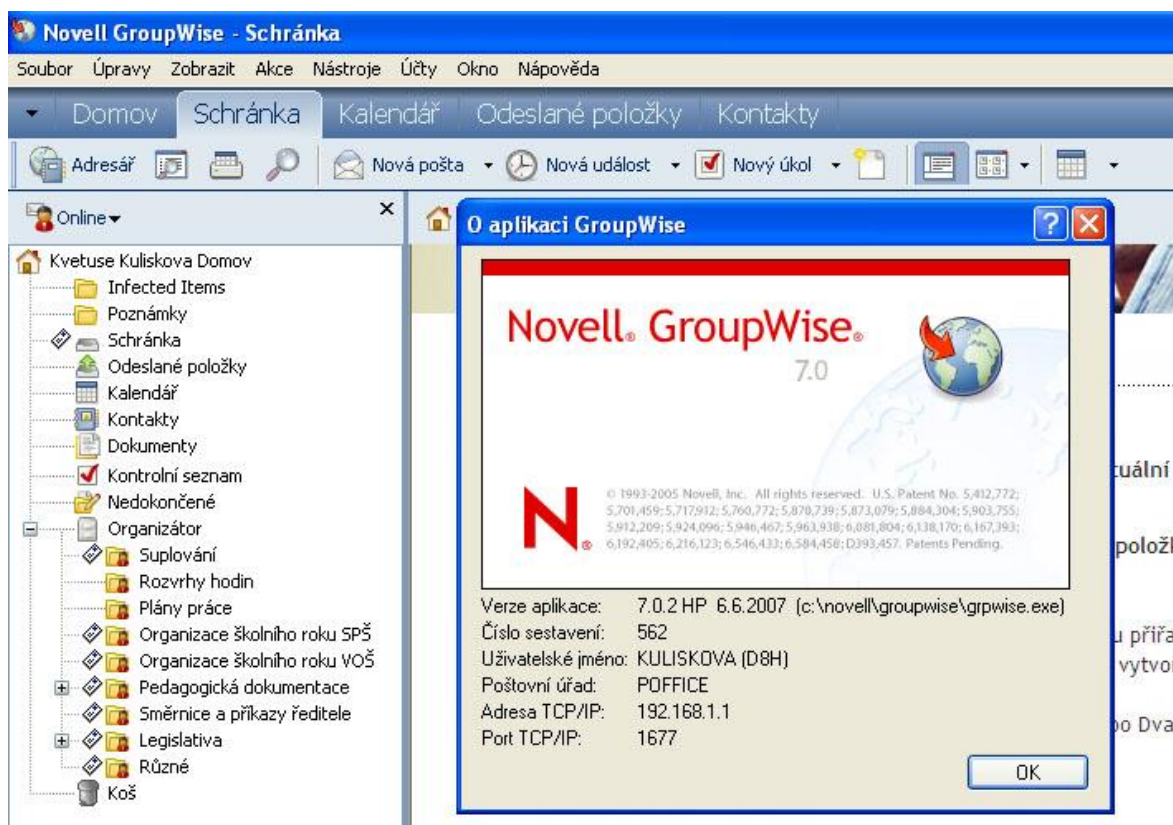 Novell GroupWise - Schránka
Soubor Úpravy Zobrazit Akce Nástroje Účty Okno Nápověda
Domov Schránka Kalendář Odeslané položky Kontakty
Adresář Nová pošta Nová událost Nový úkol
Online
Kvetuse Kuliskova Domov
Infected Items
Poznámky
Schránka
Odeslané položky
Kalendář
Kontakty
Dokumenty
Kontrolní seznam
Nedokončené
Organizátor
Suplování
Rozvrhy hodin
Plány práce
Organizace školního roku SPŠ
Organizace školního roku VOŠ
Pedagogická dokumentace
Směrnice a příkazy ředitele
Legislativa
Různé
Koš
O aplikaci GroupWise
Novell® GroupWise®
7.0
N®
© 1993-2005 Novell, Inc. All rights reserved. U.S. Patent No. 5,412,772;
5,701,459; 5,717,912; 5,760,772; 5,870,739; 5,873,079; 5,884,304; 5,903,755;
5,912,209; 5,924,096; 5,946,467; 5,963,938; 6,081,804; 6,138,170; 6,167,393;
6,192,405; 6,216,123; 6,546,433; 6,584,458; D393,457. Patents Pending.
Verze aplikace: 7.0.2 HP 6.6.2007 (c:\novell\groupwise\grpwise.exe)
Číslo sestavení: 562
Uživatelské jméno: KULISKOVA (D8H)
Poštovní úřad: POFFICE
Adresa TCP/IP: 192.168.1.1
Port TCP/IP: 1677
OK